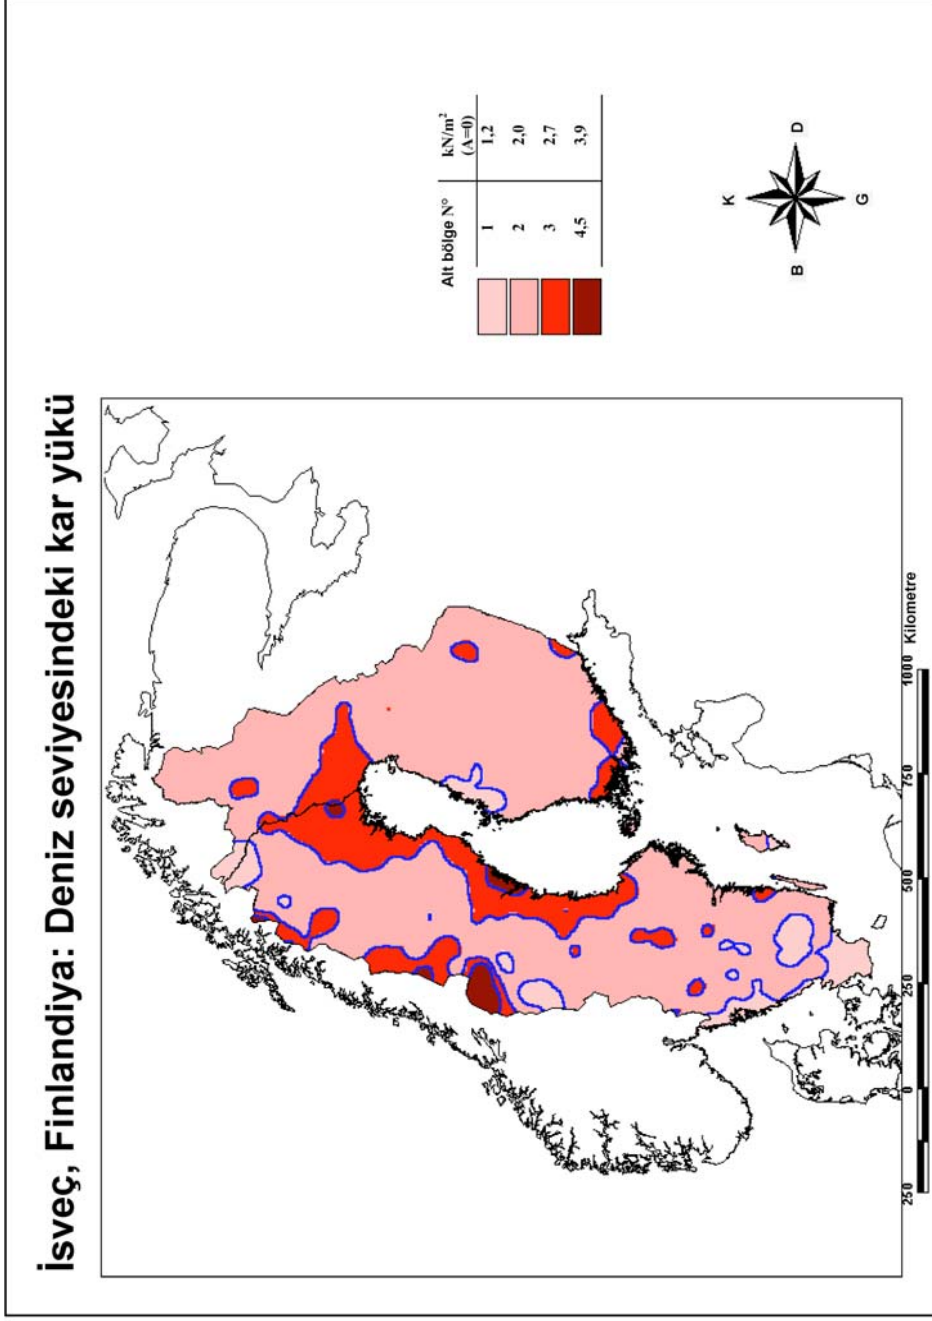 İsveç, Finlandiya: Deniz seviyesindeki kar yükü
Alt bölge N° kN/m² (A=0)
1 1,2
2 2,0
3 2,7
4.5 3,9
K
B D
G
250 0 250 500 750 1000 Kilometre